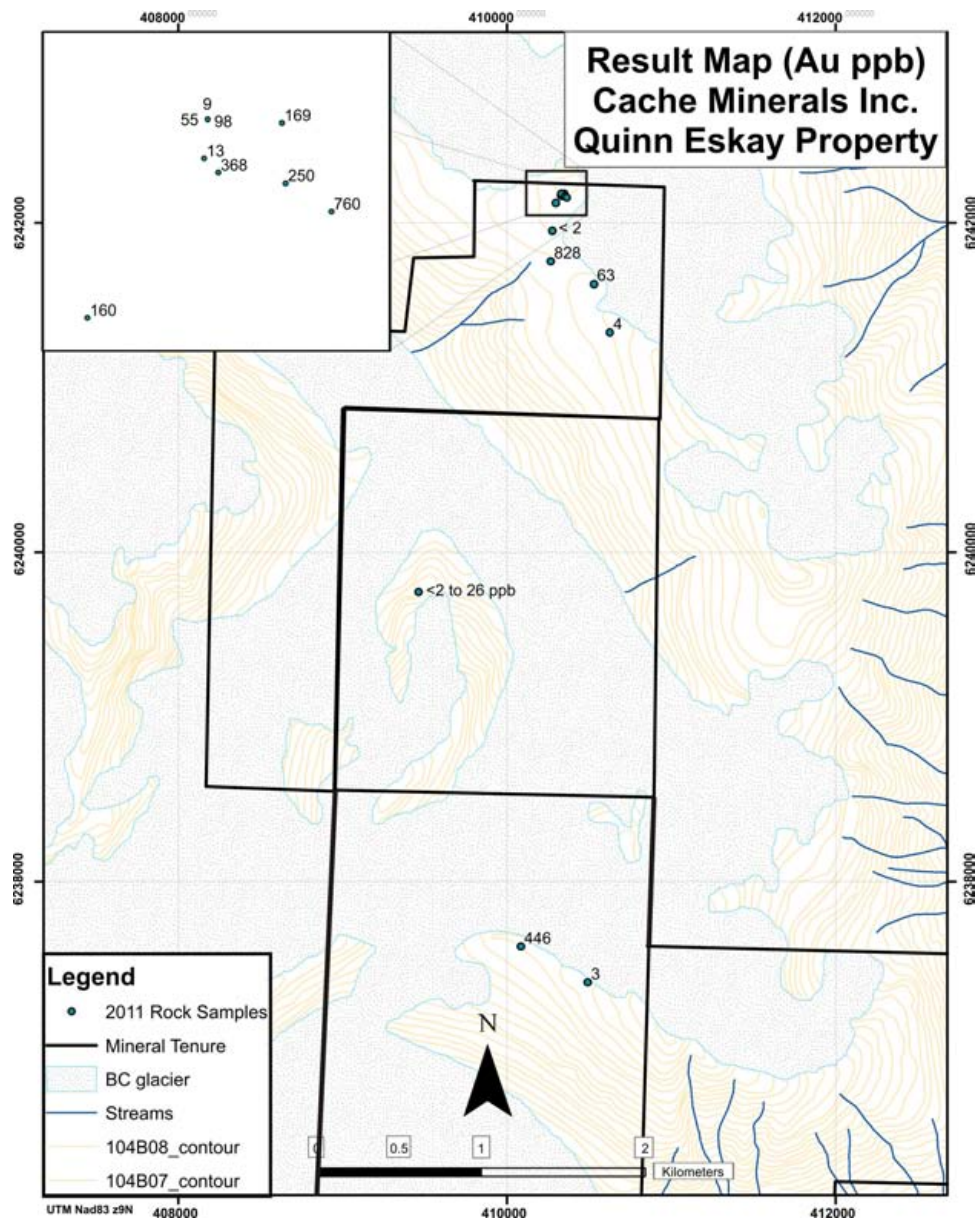 408000
410000
412000
Result Map (Au ppb)
Cache Minerals Inc.
Quinn Eskay Property
9
55
98
169
13
368
250
760
160
6242000
6242000
< 2
828
63
4
6240000
6240000
<2 to 26 ppb
6238000
6238000
446
3
Legend
2011 Rock Samples
Mineral Tenure
BC glacier
Streams
104B08_contour
104B07_contour
N
0
0.5
1
2
Kilometers
UTM Nad83 z9N
408000
410000
412000